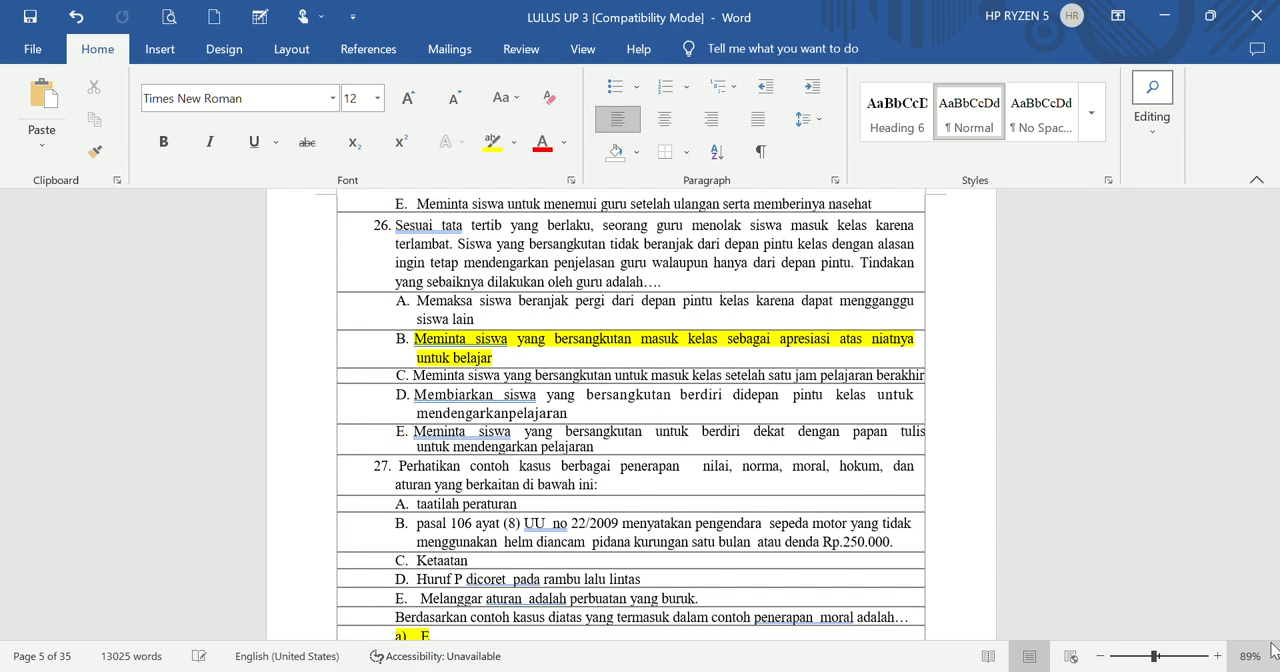 LULUS UP 3 [Compatibility Mode] - Word
HP RYZEN 5 HR
File Home Insert Design Layout References Mailings Review View Help Tell me what you want to do
Paste
Clipboard
Times New Roman 12 A A Aa A
B I U abc X₂ X² A aby A
Font
Paragraph
AaBbCcD AaBbCcDd AaBbCcDd
Heading 6 ¶ Normal ¶ No Spac...
Styles
Editing
E. Meminta siswa untuk menemui guru setelah ulangan serta memberinya nasehat
26. Sesuai tata tertib yang berlaku, seorang guru menolak siswa masuk kelas karena
terlambat. Siswa yang bersangkutan tidak beranjak dari depan pintu kelas dengan alasan
ingin tetap mendengarkan penjelasan guru walaupun hanya dari depan pintu. Tindakan
yang sebaiknya dilakukan oleh guru adalah….
A. Memaksa siswa beranjak pergi dari depan pintu kelas karena dapat mengganggu
siswa lain
B. Meminta siswa yang bersangkutan masuk kelas sebagai apresiasi atas niatnya
untuk belajar
C. Meminta siswa yang bersangkutan untuk masuk kelas setelah satu jam pelajaran berakhir
D. Membiarkan siswa yang bersangkutan berdiri didepan pintu kelas untuk
mendengarkanpelajaran
E. Meminta siswa yang bersangkutan untuk berdiri dekat dengan papan tulis
untuk mendengarkan pelajaran
27. Perhatikan contoh kasus berbagai penerapan nilai, norma, moral, hokum, dan
aturan yang berkaitan di bawah ini:
A. taatilah peraturan
B. pasal 106 ayat (8) UU no 22/2009 menyatakan pengendara sepeda motor yang tidak
menggunakan helm diancam pidana kurungan satu bulan atau denda Rp.250.000.
C. Ketaatan
D. Huruf P dicoret pada rambu lalu lintas
E. Melanggar aturan adalah perbuatan yang buruk.
Berdasarkan contoh kasus diatas yang termasuk dalam contoh penerapan moral adalah…
a) E
Page 5 of 35 13025 words English (United States) Accessibility: Unavailable 89%